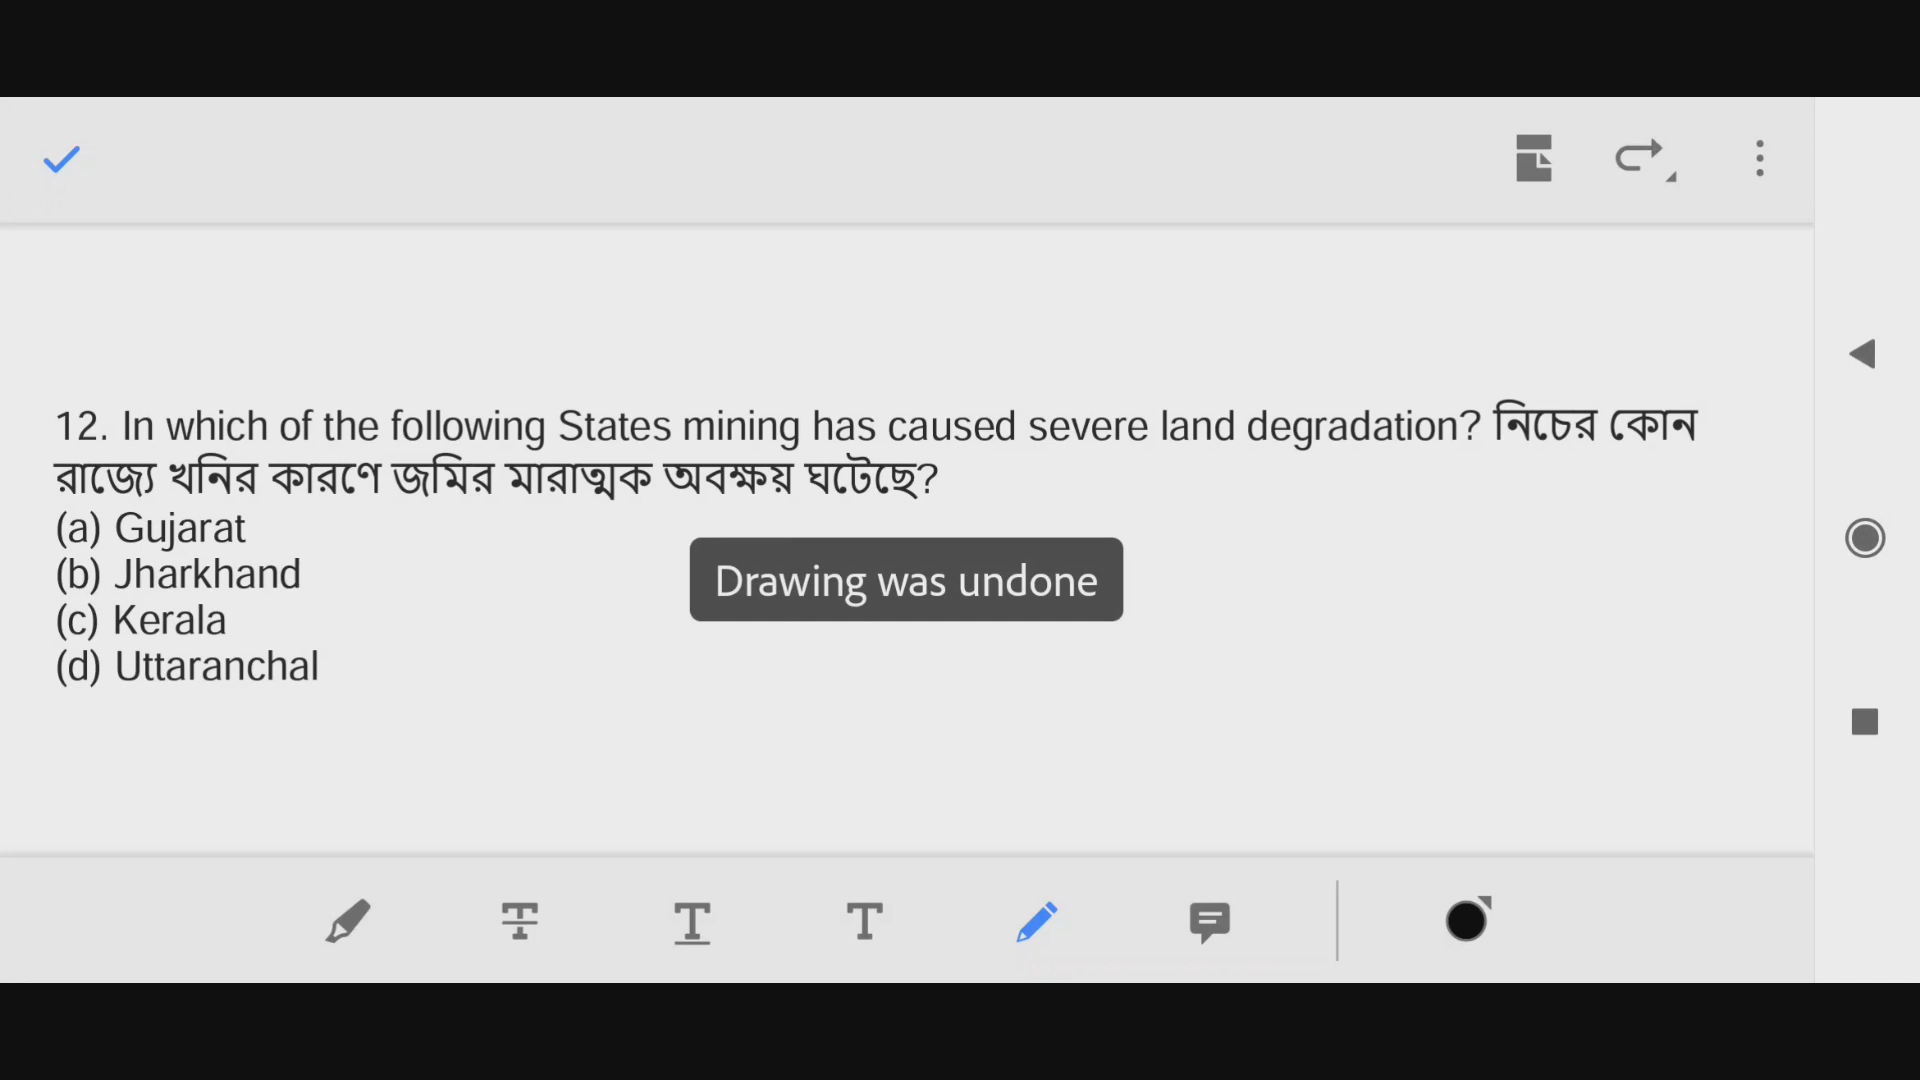 12. In which of the following States mining has caused severe land degradation? নিচের কোন
রাজ্যে খনির কারণে জমির মারাত্মক অবক্ষয় ঘটেছে?
(a) Gujarat
(b) Jharkhand
(c) Kerala
(d) Uttaranchal
Drawing was undone